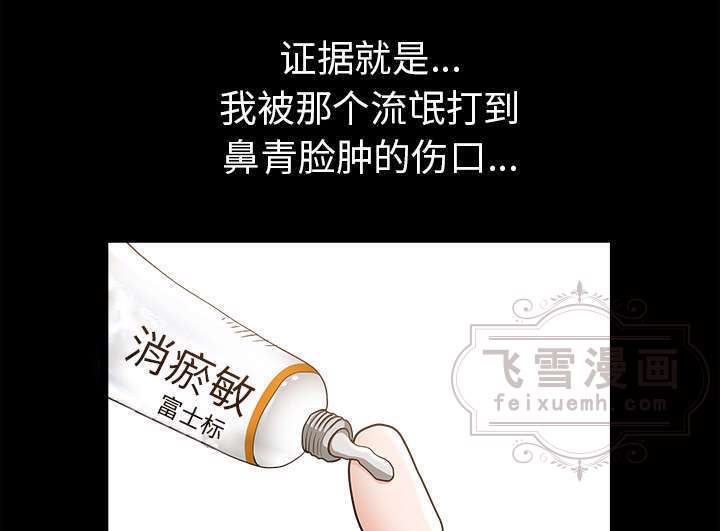 证据就是...
我被那个流氓打到
鼻青脸肿的伤口...
消瘀敏
富士标
飞雪漫画
feixuemh.com